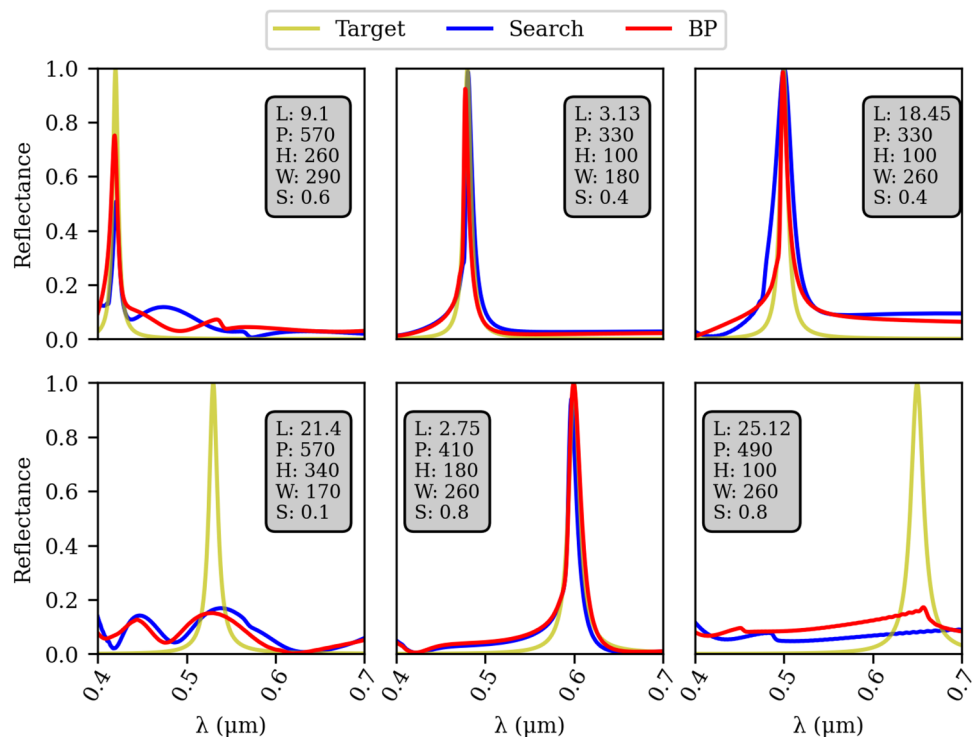 Target Search BP
Reflectance
1.0
0.8
0.6
0.4
0.2
0.0
L: 9.1
P: 570
H: 260
W: 290
S: 0.6
L: 3.13
P: 330
H: 100
W: 180
S: 0.4
L: 18.45
P: 330
H: 100
W: 260
S: 0.4
Reflectance
1.0
0.8
0.6
0.4
0.2
0.0
L: 21.4
P: 570
H: 340
W: 170
S: 0.1
L: 2.75
P: 410
H: 180
W: 260
S: 0.8
L: 25.12
P: 490
H: 100
W: 260
S: 0.8
0.4 0.5 0.6 0.7
0.4 0.5 0.6 0.7
0.4 0.5 0.6 0.7
λ (μm)
λ (μm)
λ (μm)